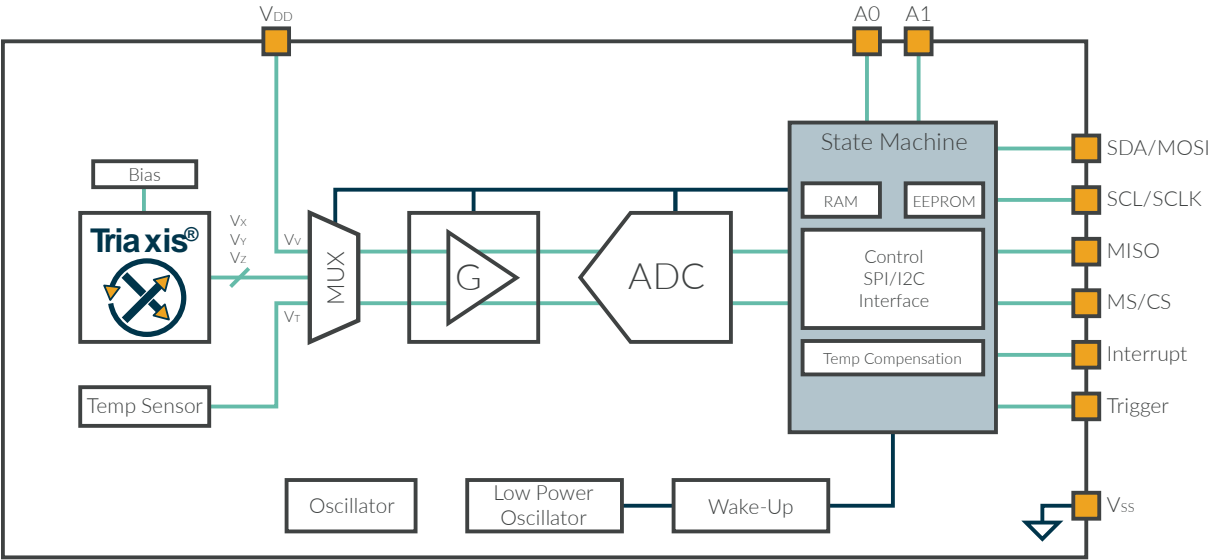 VDD
A0
A1
State Machine
SDA/MOSI
Bias
RAM
EEPROM
SCL/SCLK
Triaxis®
VX
VY
VZ
VV
MUX
G
ADC
Control
SPI/I2C
Interface
MISO
MS/CS
VT
Temp Compensation
Interrupt
Temp Sensor
Trigger
Oscillator
Low Power
Oscillator
Wake-Up
VSS